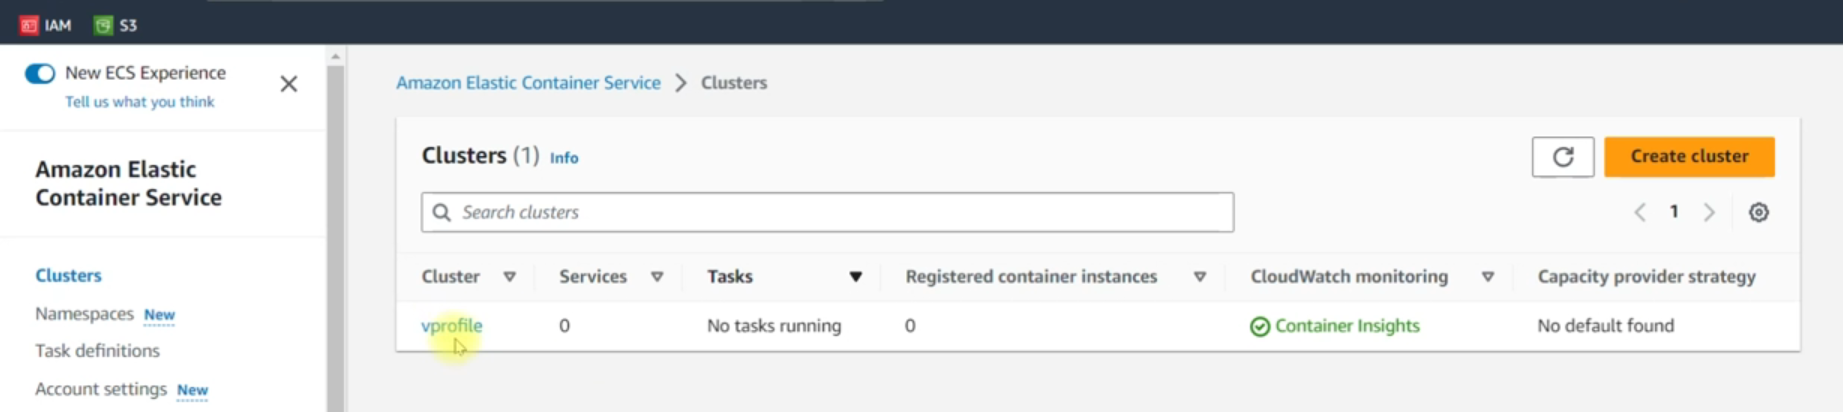 IAM S3
New ECS Experience
Tell us what you think
Amazon Elastic
Container Service
Clusters
Namespaces New
Task definitions
Account settings New
Amazon Elastic Container Service > Clusters
Clusters (1) Info
Create cluster
Search clusters
1
Cluster Services Tasks Registered container instances CloudWatch monitoring Capacity provider strategy
vprofile 0 No tasks running 0 Container Insights No default found